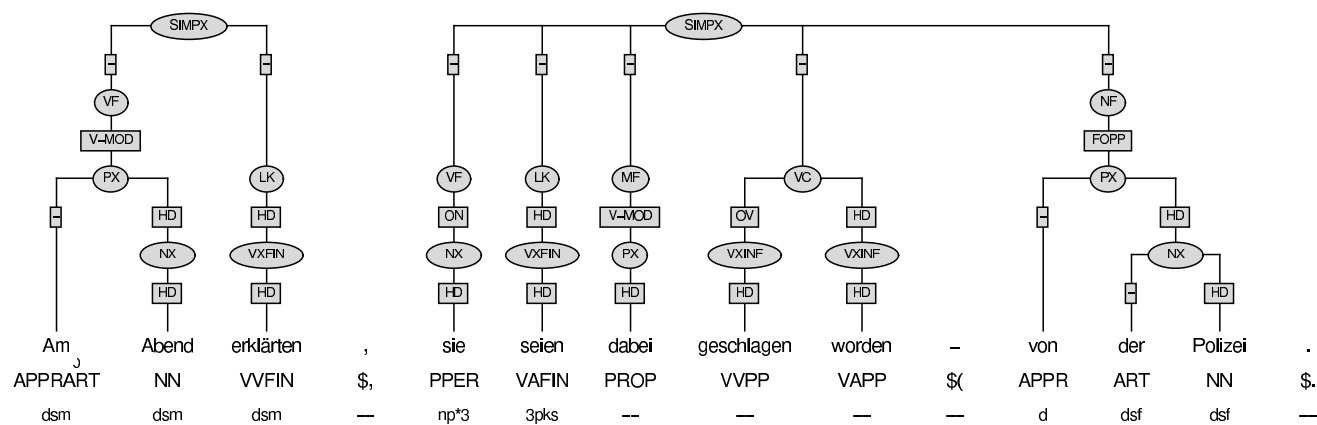 SIMPX SIMPX
– – – – – – –
VF NF
V–MOD FOPP
PX LK VF LK MF VC PX
– HD HD ON HD V–MOD OV HD – HD
NX VXFIN NX VXFIN PX VXINF VXINF NX
HD HD HD HD HD HD HD – HD
Am Abend erklärten , sie seien dabei geschlagen worden – von der Polizei .
APPRART NN VVFIN $, PPER VAFIN PROP VVPP VAPP $( APPR ART NN $.
dsm dsm dsm –– np*3 3pks –– –– –– –– d dsf dsf ––